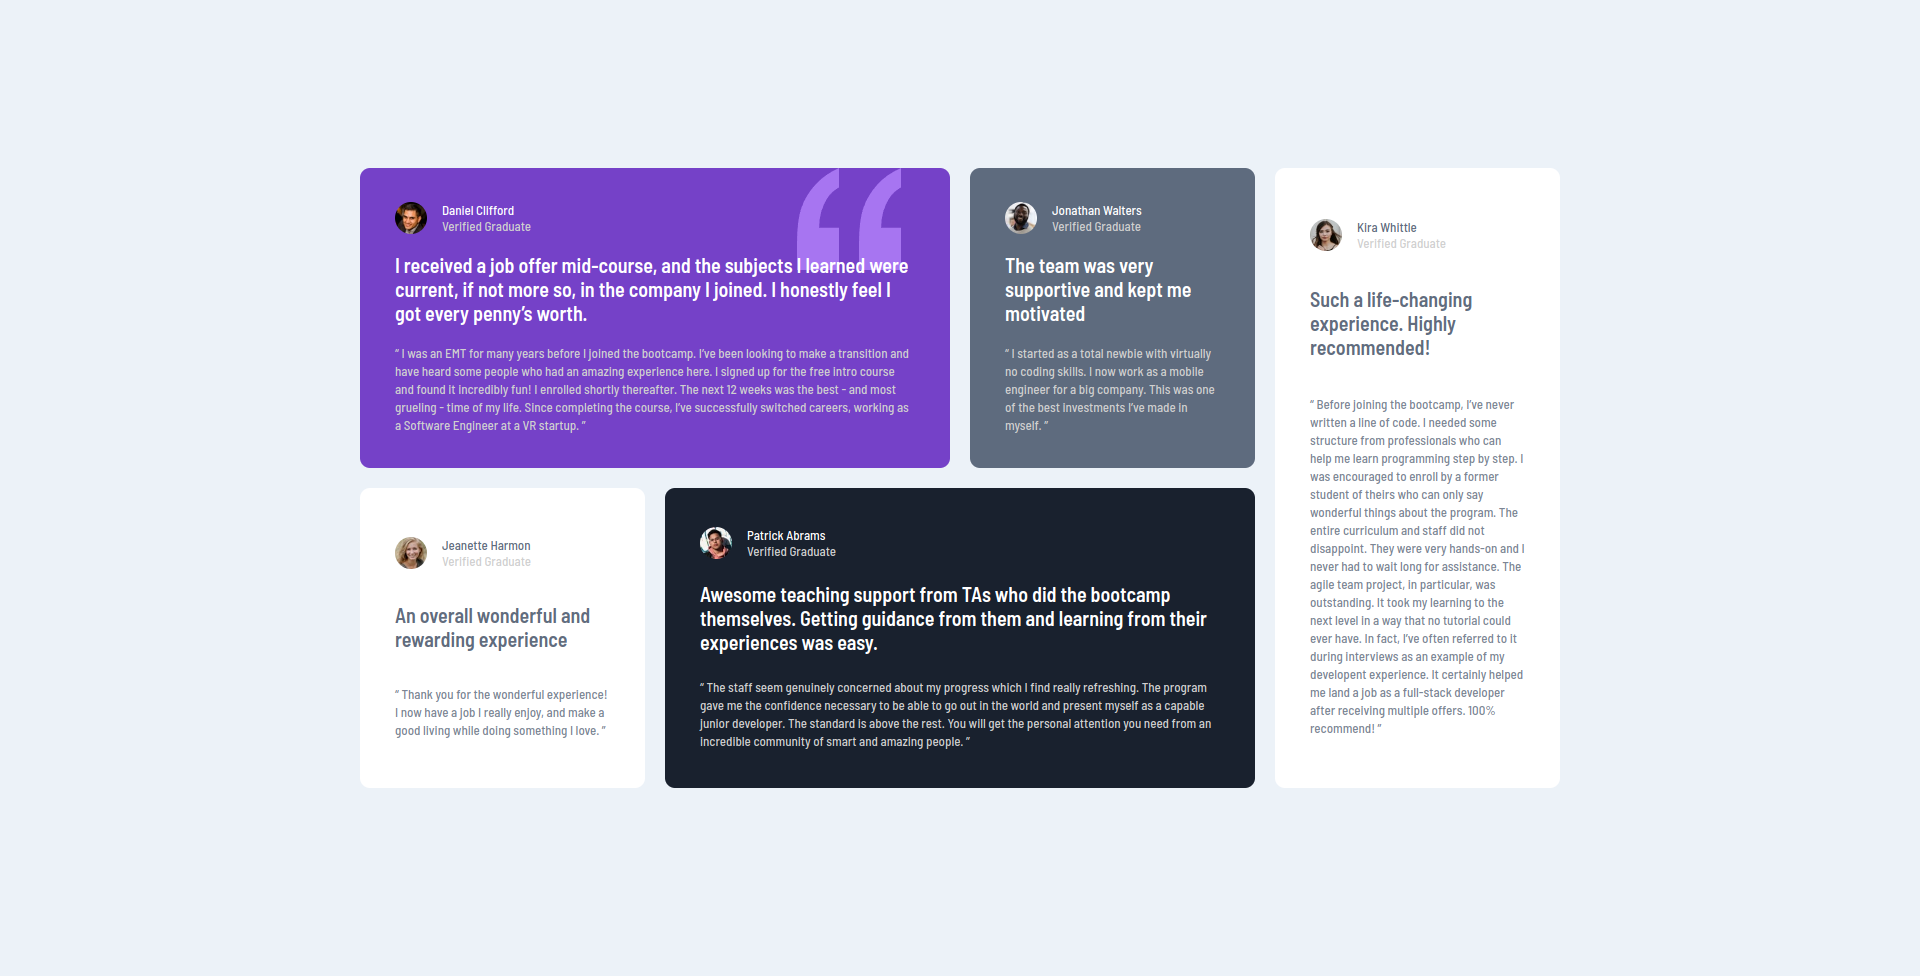 Daniel Clifford
Verified Graduate
I received a job offer mid-course, and the subjects I learned were
current, if not more so, in the company I joined. I honestly feel I
got every penny’s worth.
“ I was an EMT for many years before I joined the bootcamp. I’ve been looking to make a transition and
have heard some people who had an amazing experience here. I signed up for the free intro course
and found it incredibly fun! I enrolled shortly thereafter. The next 12 weeks was the best - and most
grueling - time of my life. Since completing the course, I’ve successfully switched careers, working as
a Software Engineer at a VR startup. ”
Jonathan Walters
Verified Graduate
The team was very
supportive and kept me
motivated
“ I started as a total newbie with virtually
no coding skills. I now work as a mobile
engineer for a big company. This was one
of the best investments I’ve made in
myself. ”
Kira Whittle
Verified Graduate
Such a life-changing
experience. Highly
recommended!
“ Before joining the bootcamp, I’ve never
written a line of code. I needed some
structure from professionals who can
help me learn programming step by step. I
was encouraged to enroll by a former
student of theirs who can only say
wonderful things about the program. The
entire curriculum and staff did not
disappoint. They were very hands-on and I
never had to wait long for assistance. The
agile team project, in particular, was
outstanding. It took my learning to the
next level in a way that no tutorial could
ever have. In fact, I’ve often referred to it
during interviews as an example of my
developent experience. It certainly helped
me land a job as a full-stack developer
after receiving multiple offers. 100%
recommend! ”
Jeanette Harmon
Verified Graduate
An overall wonderful and
rewarding experience
“ Thank you for the wonderful experience!
I now have a job I really enjoy, and make a
good living while doing something I love. ”
Patrick Abrams
Verified Graduate
Awesome teaching support from TAs who did the bootcamp
themselves. Getting guidance from them and learning from their
experiences was easy.
“ The staff seem genuinely concerned about my progress which I find really refreshing. The program
gave me the confidence necessary to be able to go out in the world and present myself as a capable
junior developer. The standard is above the rest. You will get the personal attention you need from an
incredible community of smart and amazing people. ”